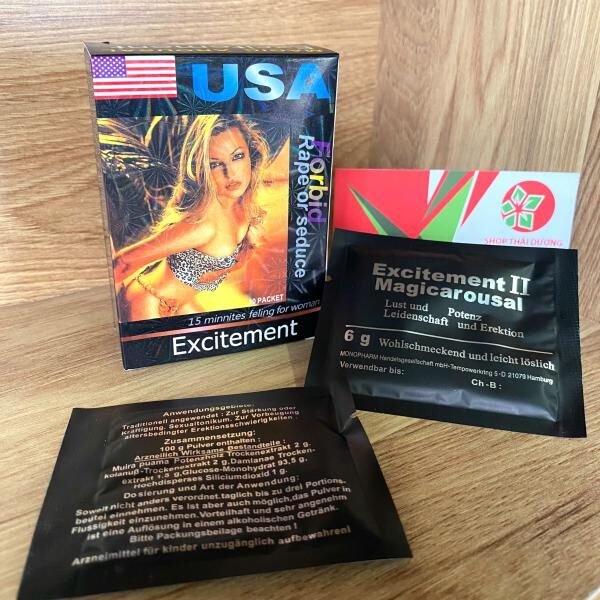 USA
Forbid
Rape or seduce
PACKET
15 minnites feling for woman
Excitement
SHOP THÁI DƯƠNG
Excitement II
Magicarousal
Lust und Potenz
Leidenschaft und Erektion
6 g Wohlschmeckend und leicht löslich
MONOPHARM Handelsgesellschaft mbH-Tempowerkring 5-D 21079 Hamburg
Verwendbar bis:
Ch-B :
Anwendungsgebiete:
Traditionell angewendet : Zur Stärkung oder
Kräftigung. Sexualtonikum. Zur Vorbeugung
altersbedingter Erektionsschwierigkeiten.
Zusammensetzung:
100 g Pulver enthalten :
Arzneilich Wirksame Bestandteile :
Muira puama Potenzholz Trockenextrakt 2 g.
kolanuß-Trockenextrakt 2 g.Damianae Trocken-
extrakt 1,5 g.Glucose-Monohydrat 93,5 g.
Hochdisperses Siliciumdioxid 1 g.
Dosierung und Art der Anwendung:
Soweit nicht anders verordnet.taglich bis zu drei Portions-
beutel einnehmen. Es ist aber auch möglich,das Pulver in
Flussigkeit einzunehmen.Vorteilhaft und sehr angenehm
ist eine Auflösung in einem alkoholischen Getränk.
Bitte Packungsbeilage beachten !
Arzneimittel für kinder unzugänglich aufbewahren!